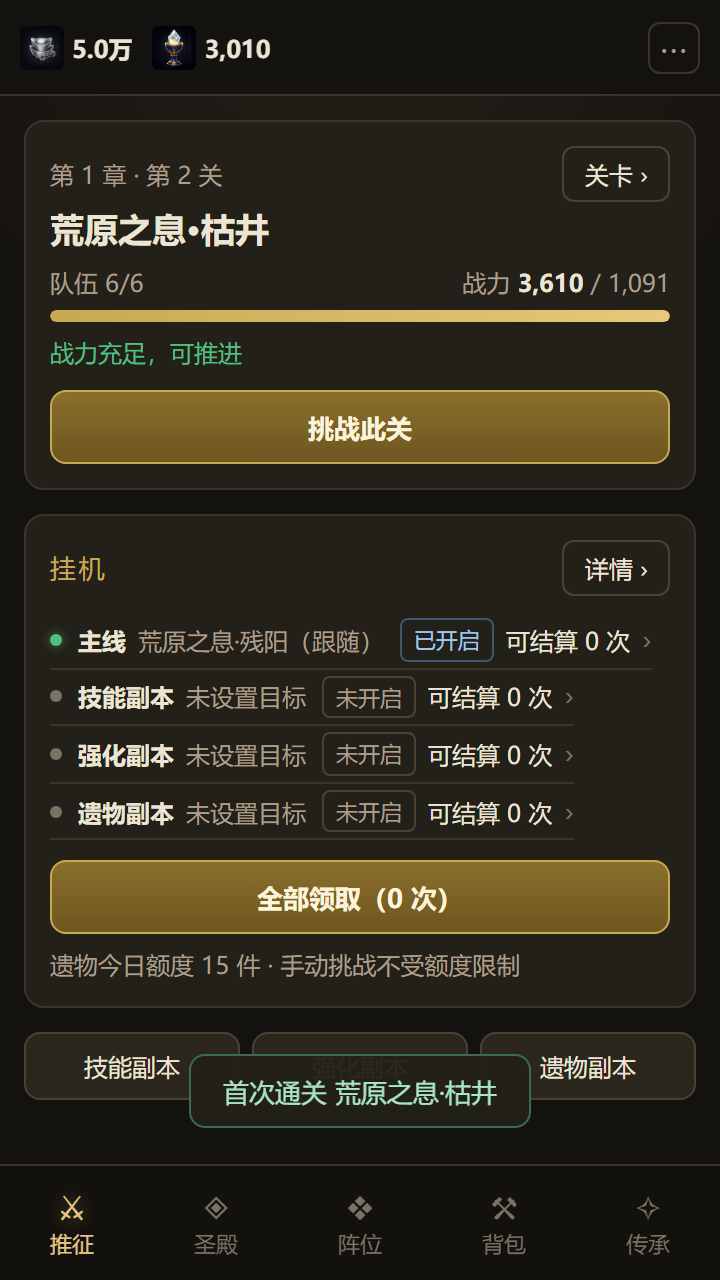 5.0万 3,010 ...
第 1 章 · 第 2 关 关卡 ›
荒原之息·枯井
队伍 6/6 战力 3,610 / 1,091
战力充足，可推进
挑战此关
挂机 详情 ›
主线 荒原之息·残阳（跟随） 已开启 可结算 0 次 ›
技能副本 未设置目标 未开启 可结算 0 次 ›
强化副本 未设置目标 未开启 可结算 0 次 ›
遗物副本 未设置目标 未开启 可结算 0 次 ›
全部领取（0 次）
遗物今日额度 15 件 · 手动挑战不受额度限制
技能副本 强化副本 遗物副本
首次通关 荒原之息·枯井
推征 圣殿 阵位 背包 传承